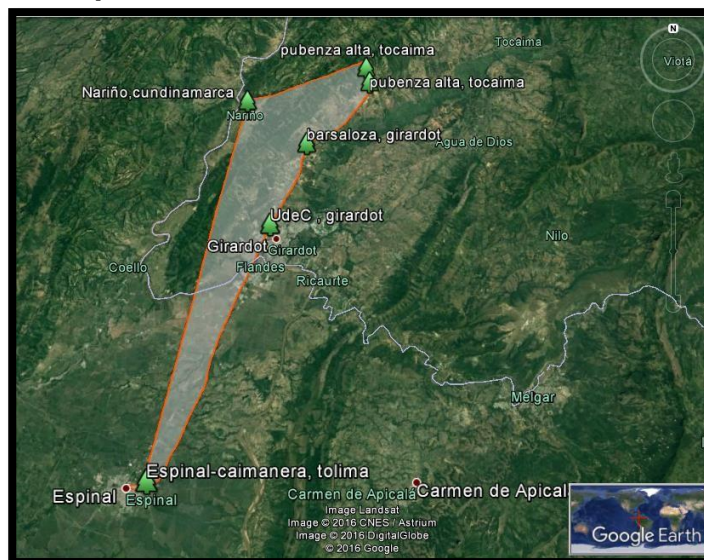 N
pubenza alta, tocaima
Tocaima
Viotá
pubenza alta, tocaima
Nariño,cundinamarca
Nariño
barsaloza, girardot
Agua de Dios
UdeC , girardot
Girardot
Girardot
Nilo
Coello
Flandes
Ricaurte
Melgar
Espinal-caimanera, tolima
Espinal
Espinal
Carmen de Apicalá
Carmen de Apicalá
Image Landsat
Image © 2016 CNES / Astrium
Image © 2016 DigitalGlobe
© 2016 Google
Google Earth